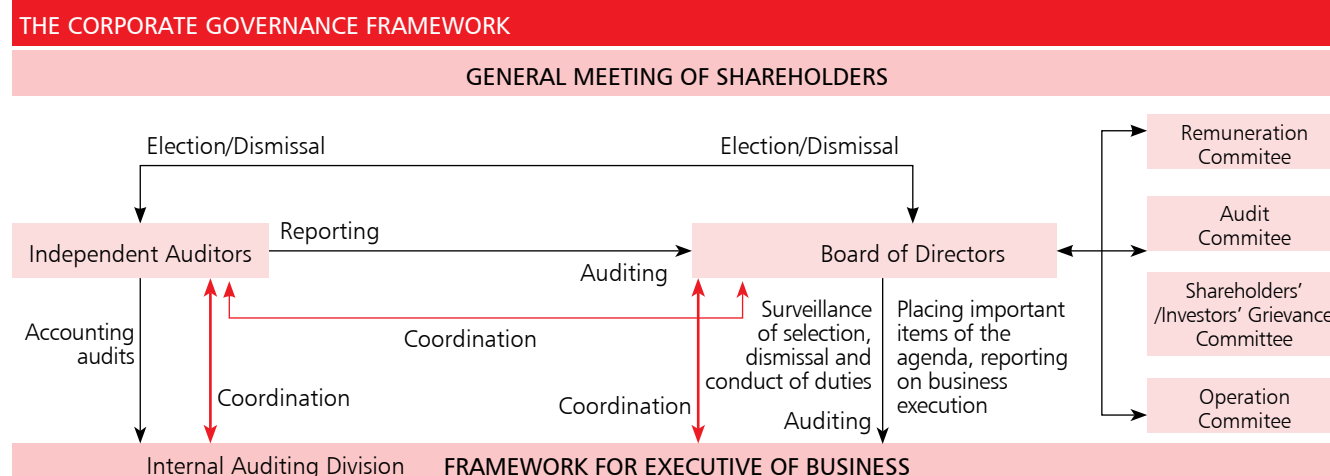 THE CORPORATE GOVERNANCE FRAMEWORK
GENERAL MEETING OF SHAREHOLDERS
Election/Dismissal
Election/Dismissal
Remuneration
Commitee
Audit
Commitee
Shareholders'
/Investors' Grievance
Committee
Operation
Commitee
Independent Auditors
Reporting
Auditing
Board of Directors
Accounting
audits
Coordination
Coordination
Coordination
Surveillance
of selection,
dismissal and
conduct of duties
Auditing
Placing important
items of the
agenda, reporting
on business
execution
Internal Auditing Division
FRAMEWORK FOR EXECUTIVE OF BUSINESS